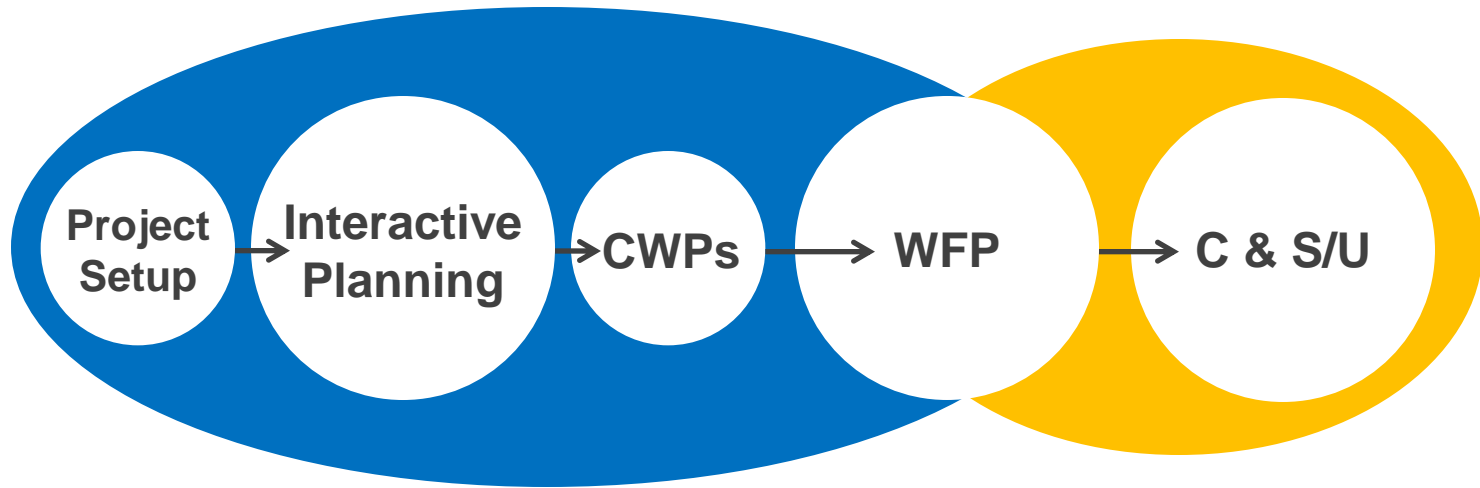 Project
Setup
Interactive
Planning
CWPs
WFP
C & S/U